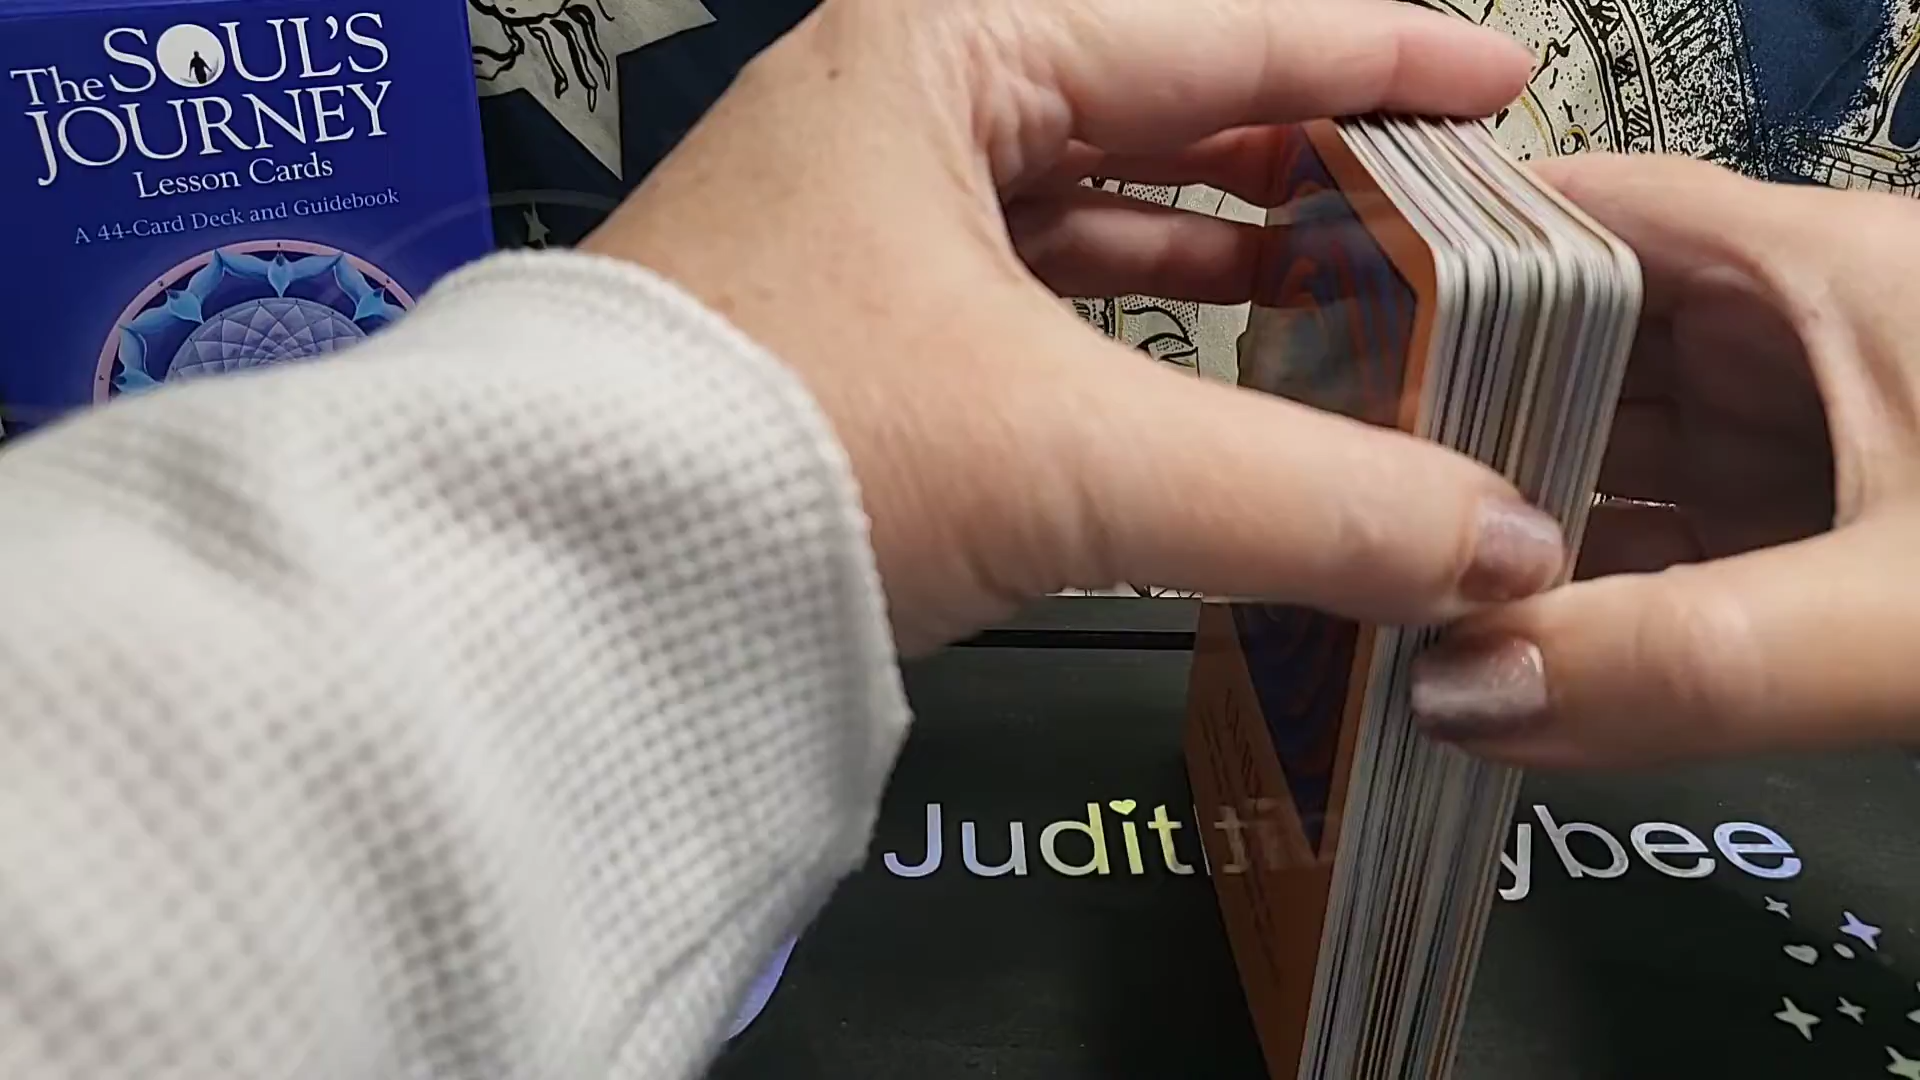 The SOUL'S
JOURNEY
Lesson Cards
A 44-Card Deck and Guidebook
Judit ybee